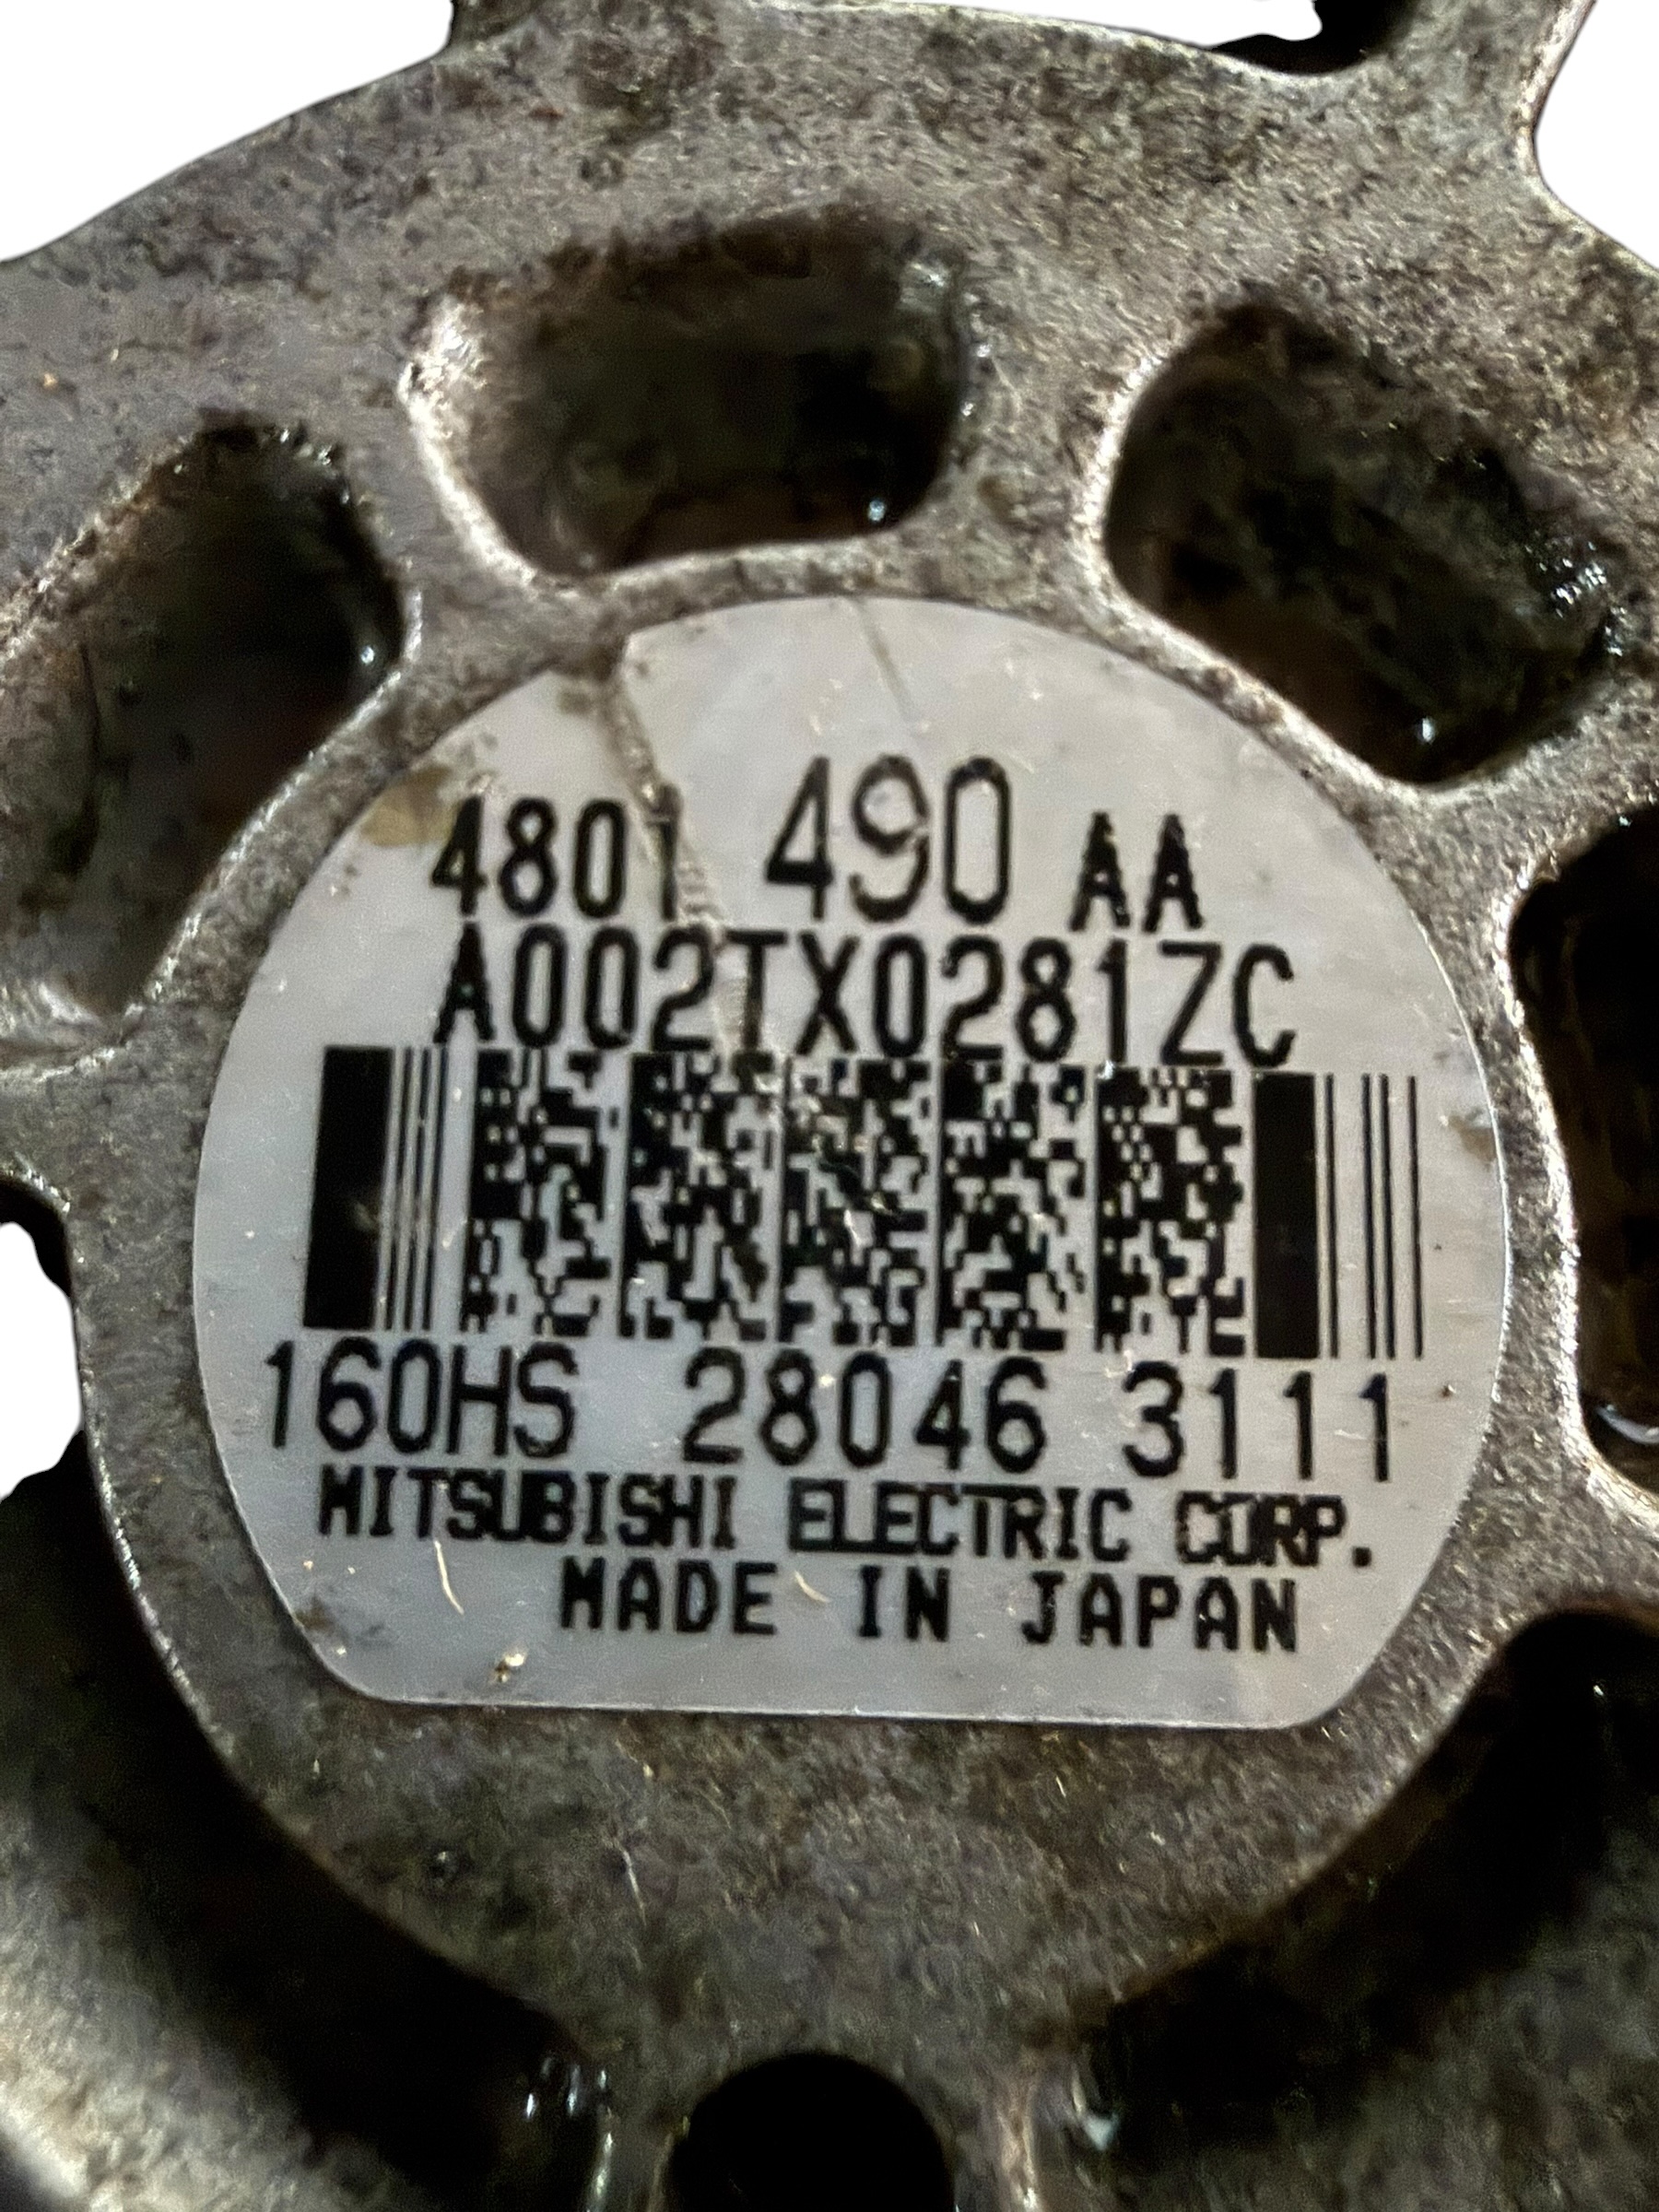 4801 490 AA
A002TX0281ZC
160HS 28046 3111
MITSUBISHI ELECTRIC CORP.
MADE IN JAPAN